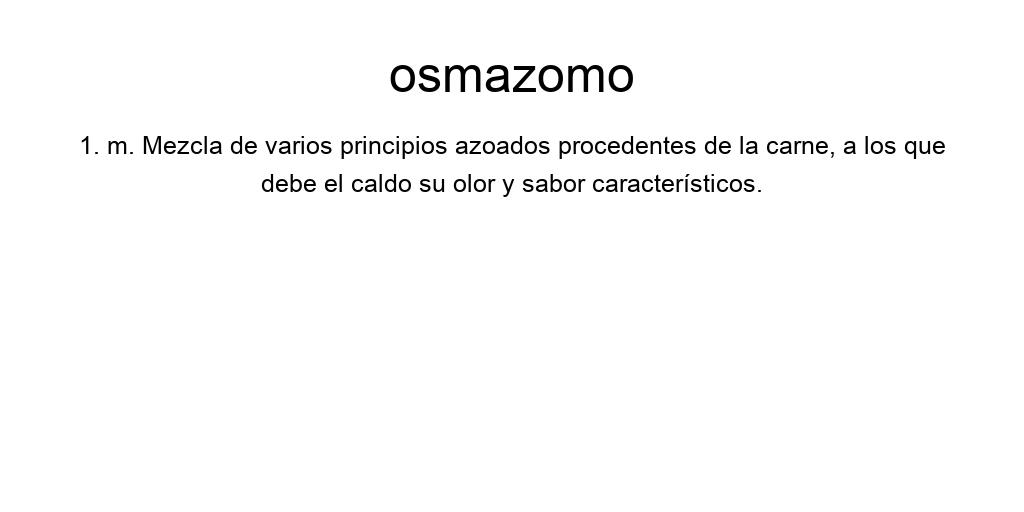 osmazomo
1. m. Mezcla de varios principios azoados procedentes de la carne, a los que
debe el caldo su olor y sabor característicos.